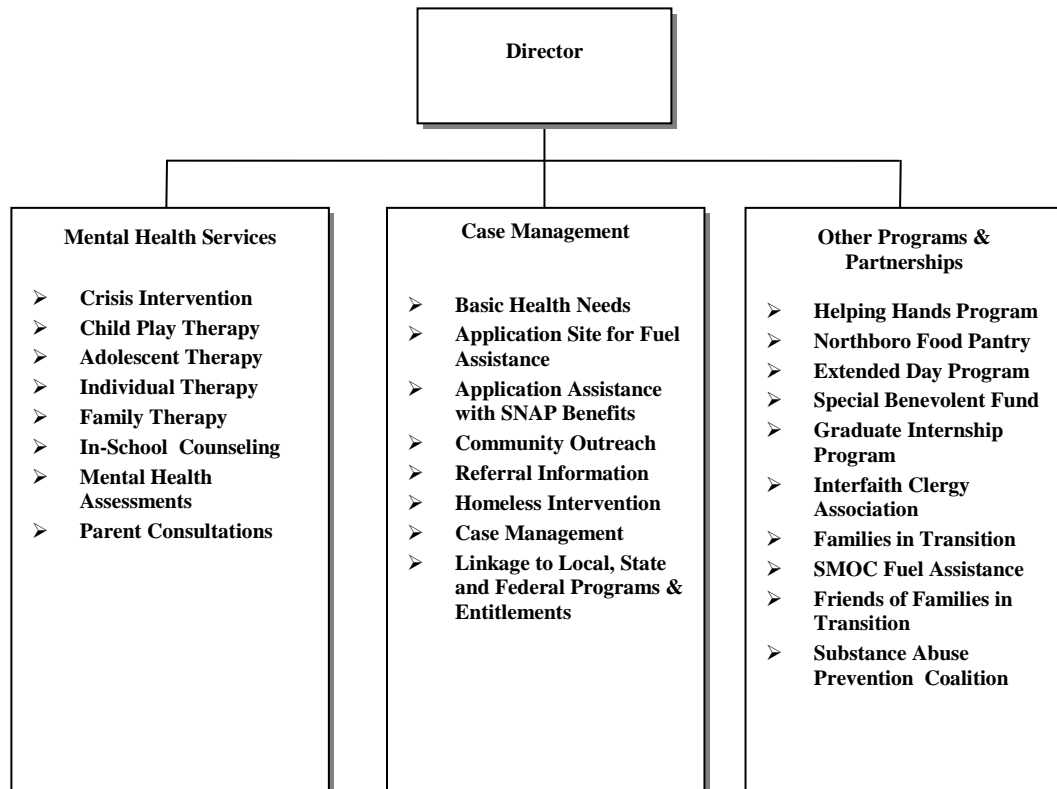 Director
Mental Health Services
➢ Crisis Intervention
➢ Child Play Therapy
➢ Adolescent Therapy
➢ Individual Therapy
➢ Family Therapy
➢ In-School Counseling
➢ Mental Health
Assessments
➢ Parent Consultations
Case Management
➢ Basic Health Needs
➢ Application Site for Fuel
Assistance
➢ Application Assistance
with SNAP Benefits
➢ Community Outreach
➢ Referral Information
➢ Homeless Intervention
➢ Case Management
➢ Linkage to Local, State
and Federal Programs &
Entitlements
Other Programs &
Partnerships
➢ Helping Hands Program
➢ Northboro Food Pantry
➢ Extended Day Program
➢ Special Benevolent Fund
➢ Graduate Internship
Program
➢ Interfaith Clergy
Association
➢ Families in Transition
➢ SMOC Fuel Assistance
➢ Friends of Families in
Transition
➢ Substance Abuse
Prevention Coalition